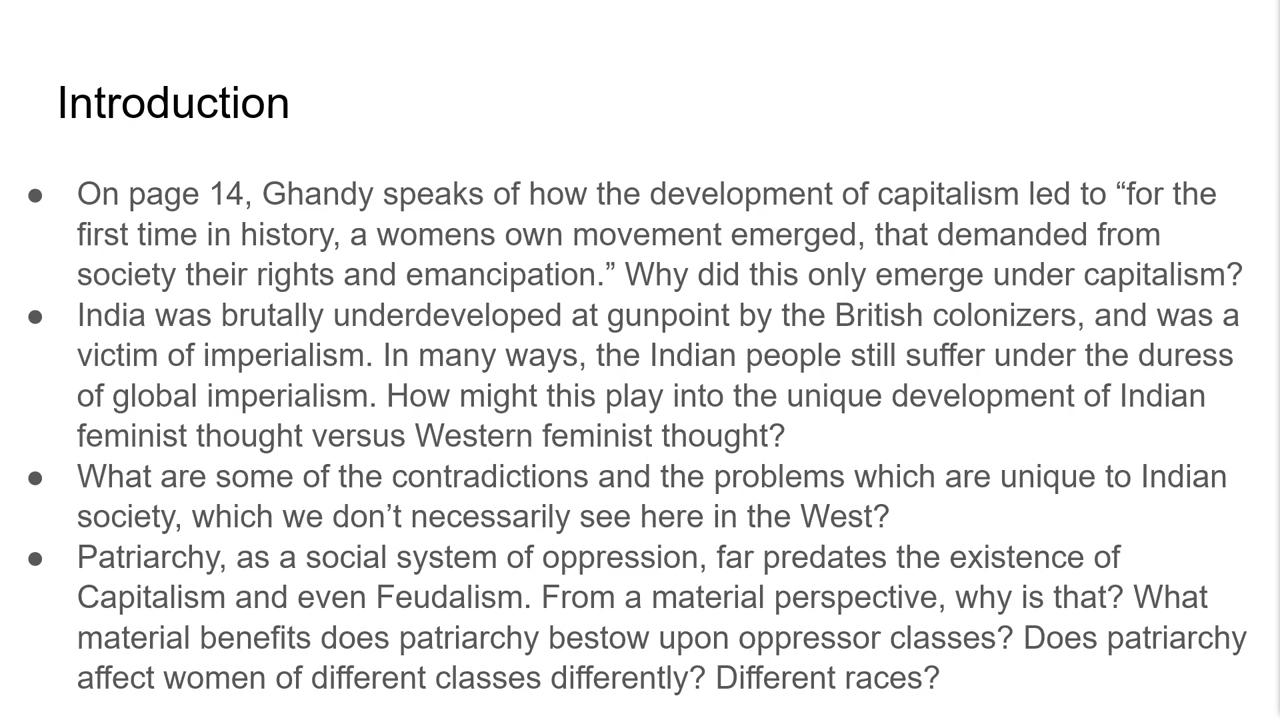 Introduction
● On page 14, Ghandy speaks of how the development of capitalism led to “for the
first time in history, a womens own movement emerged, that demanded from
society their rights and emancipation.” Why did this only emerge under capitalism?
● India was brutally underdeveloped at gunpoint by the British colonizers, and was a
victim of imperialism. In many ways, the Indian people still suffer under the duress
of global imperialism. How might this play into the unique development of Indian
feminist thought versus Western feminist thought?
● What are some of the contradictions and the problems which are unique to Indian
society, which we don’t necessarily see here in the West?
● Patriarchy, as a social system of oppression, far predates the existence of
Capitalism and even Feudalism. From a material perspective, why is that? What
material benefits does patriarchy bestow upon oppressor classes? Does patriarchy
affect women of different classes differently? Different races?